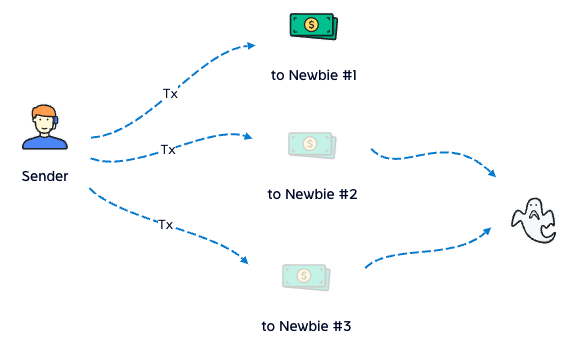 to Newbie #1
Tx
Tx
Sender
to Newbie #2
Tx
to Newbie #3